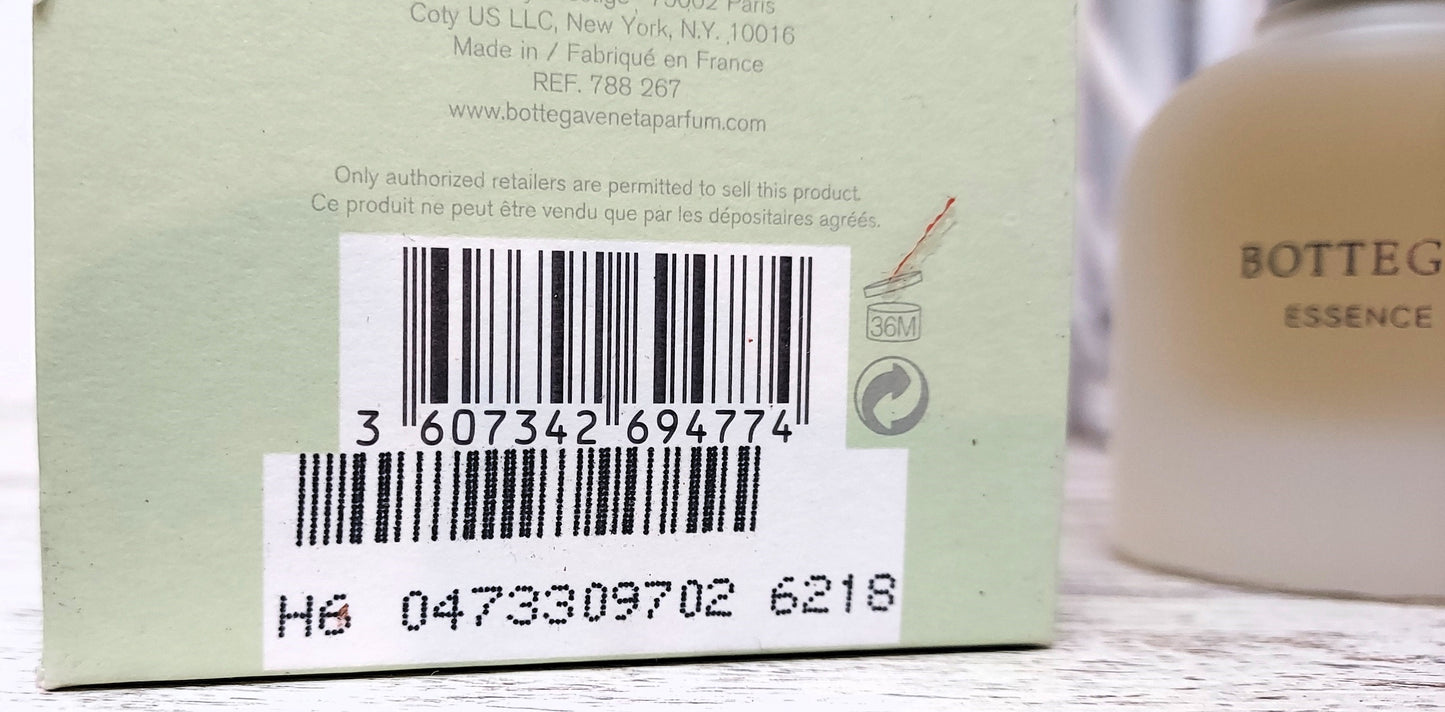 75002 Paris
Coty US LLC, New York, N.Y. 10016
Made in / Fabriqué en France
REF. 788 267
www.bottegavenetaparfum.com
Only authorized retailers are permitted to sell this product.
Ce produit ne peut être vendu que par les dépositaires agréés.
36M
3 607342 694774
H6 0473309702 6218
BOTTEG
ESSENCE